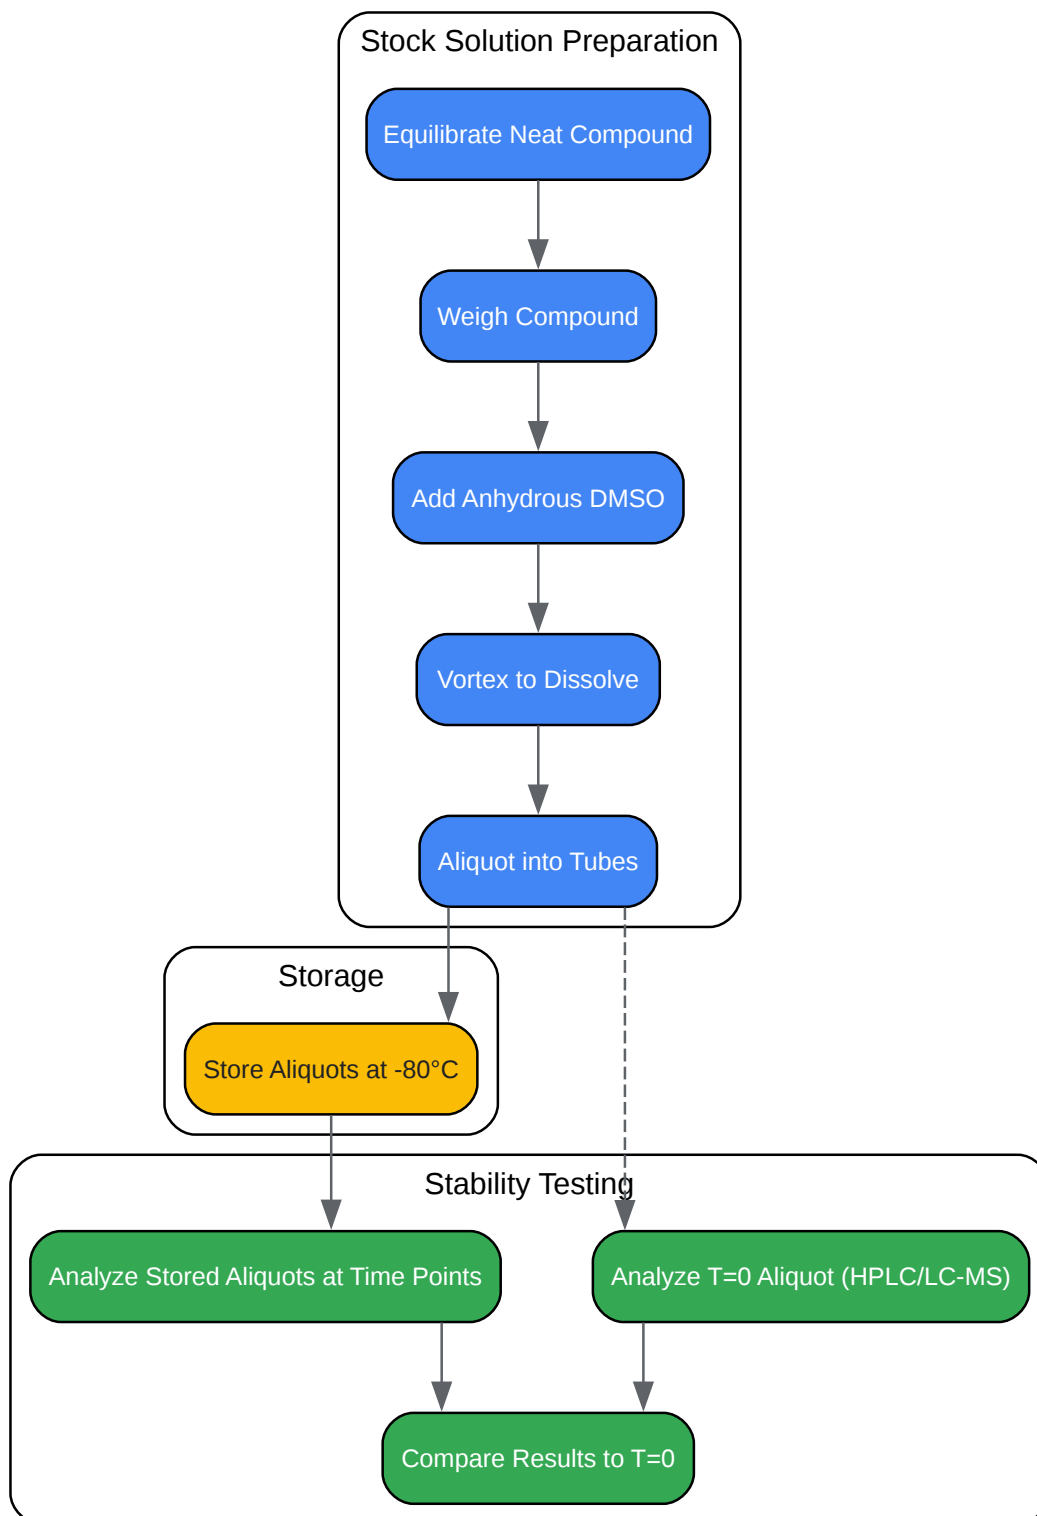 Stock Solution Preparation
Equilibrate Neat Compound
Weigh Compound
Add Anhydrous DMSO
Vortex to Dissolve
Aliquot into Tubes
Storage
Store Aliquots at -80°C
Stability Testing
Analyze Stored Aliquots at Time Points
Analyze T=0 Aliquot (HPLC/LC-MS)
Compare Results to T=0